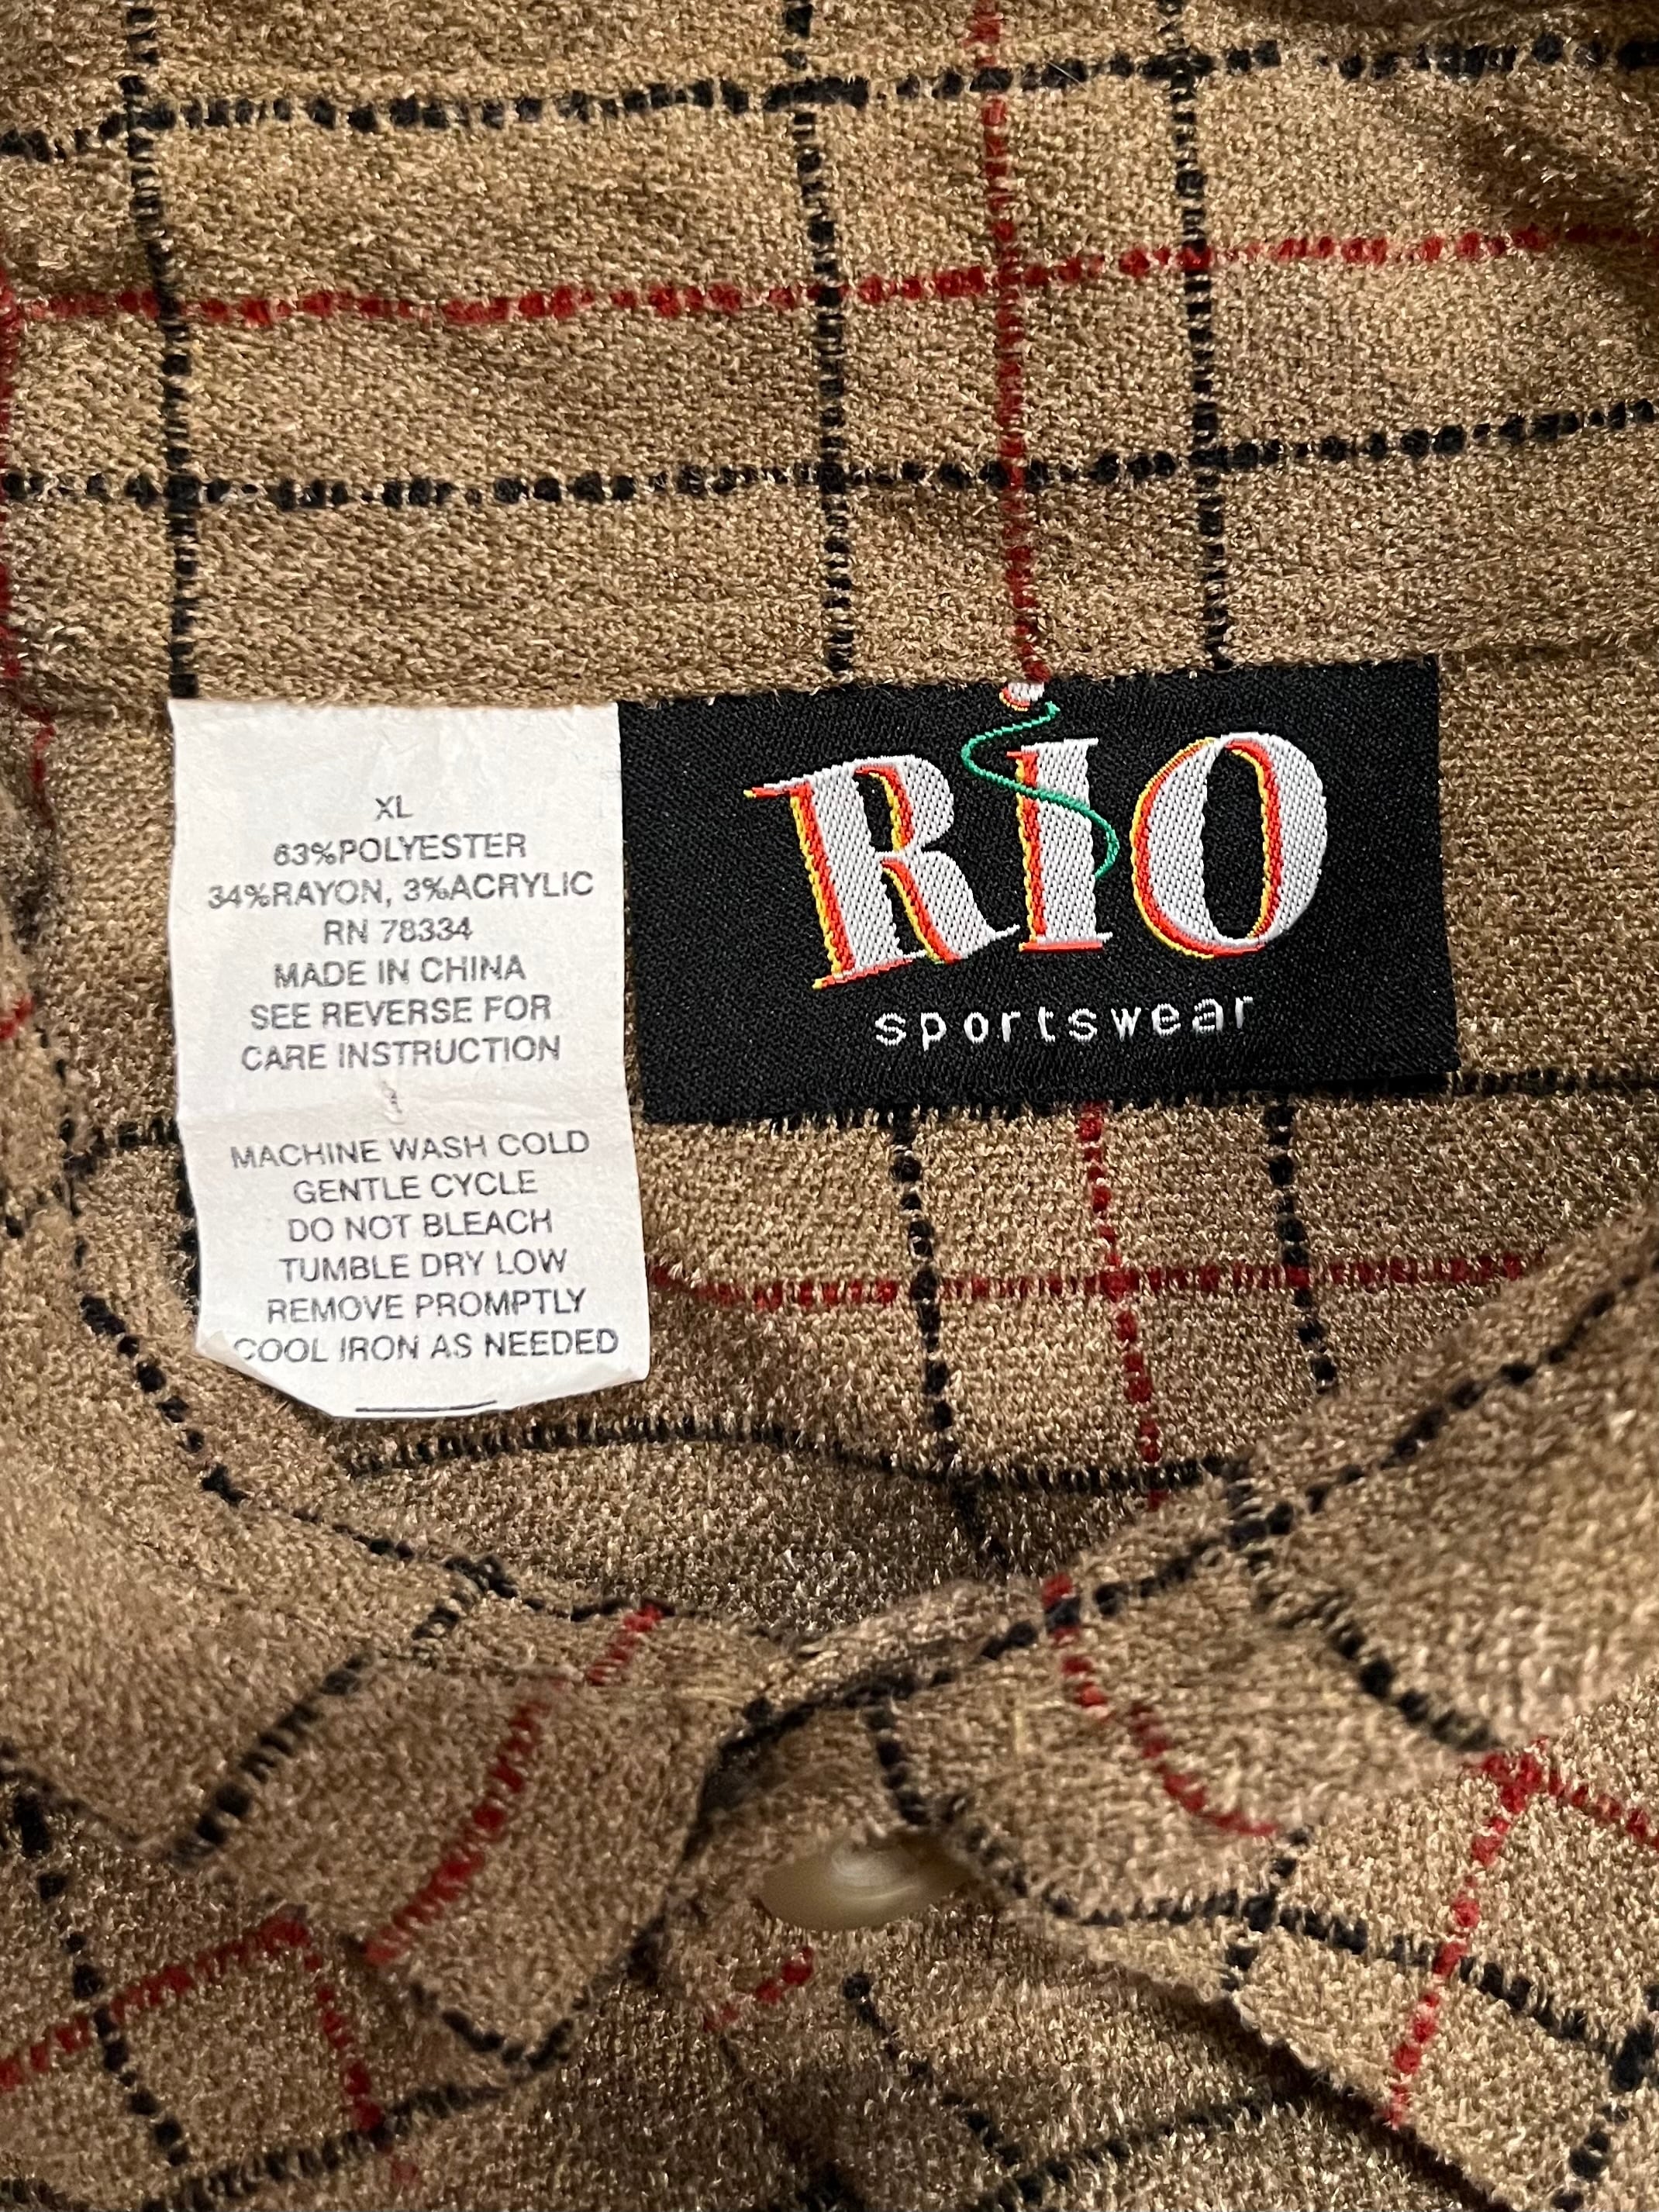 XL
63%POLYESTER
34%RAYON, 3%ACRYLIC
RN 78334
MADE IN CHINA
SEE REVERSE FOR
CARE INSTRUCTION
MACHINE WASH COLD
GENTLE CYCLE
DO NOT BLEACH
TUMBLE DRY LOW
REMOVE PROMPTLY
COOL IRON AS NEEDED
RiO
sportswear